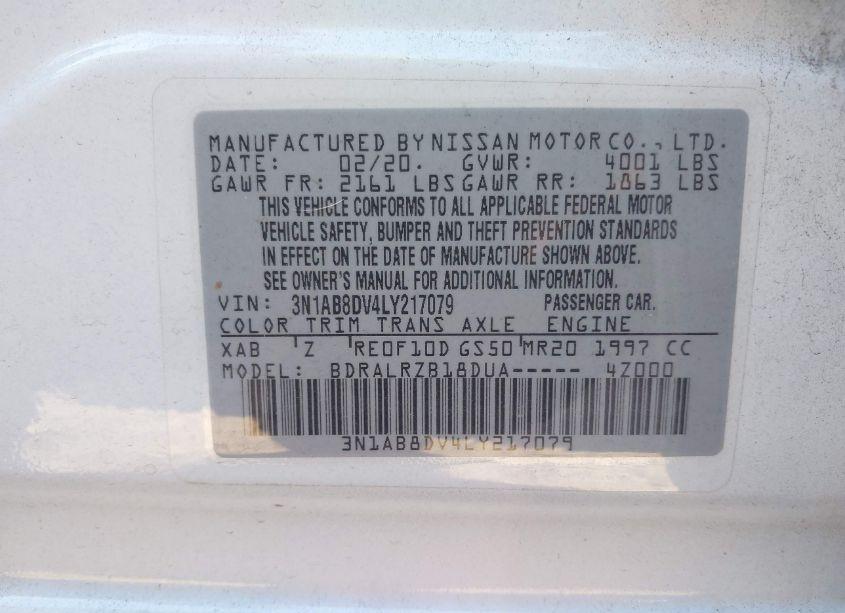 MANUFACTURED BY NISSAN MOTOR CO., LTD.
DATE: 02/20. GVWR: 4001 LBS
GAWR FR: 2161 LBS GAWR RR: 1863 LBS
THIS VEHICLE CONFORMS TO ALL APPLICABLE FEDERAL MOTOR
VEHICLE SAFETY, BUMPER AND THEFT PREVENTION STANDARDS
IN EFFECT ON THE DATE OF MANUFACTURE SHOWN ABOVE.
SEE OWNER'S MANUAL FOR ADDITIONAL INFORMATION.
VIN: 3N1AB8DV4LY217079 PASSENGER CAR.
COLOR TRIM TRANS AXLE ENGINE
XAB Z RE0F10D GS50 MR20 1997 CC
MODEL: BDRALRZB18DUA----- 4Z000
3N1AB8DV4LY217079